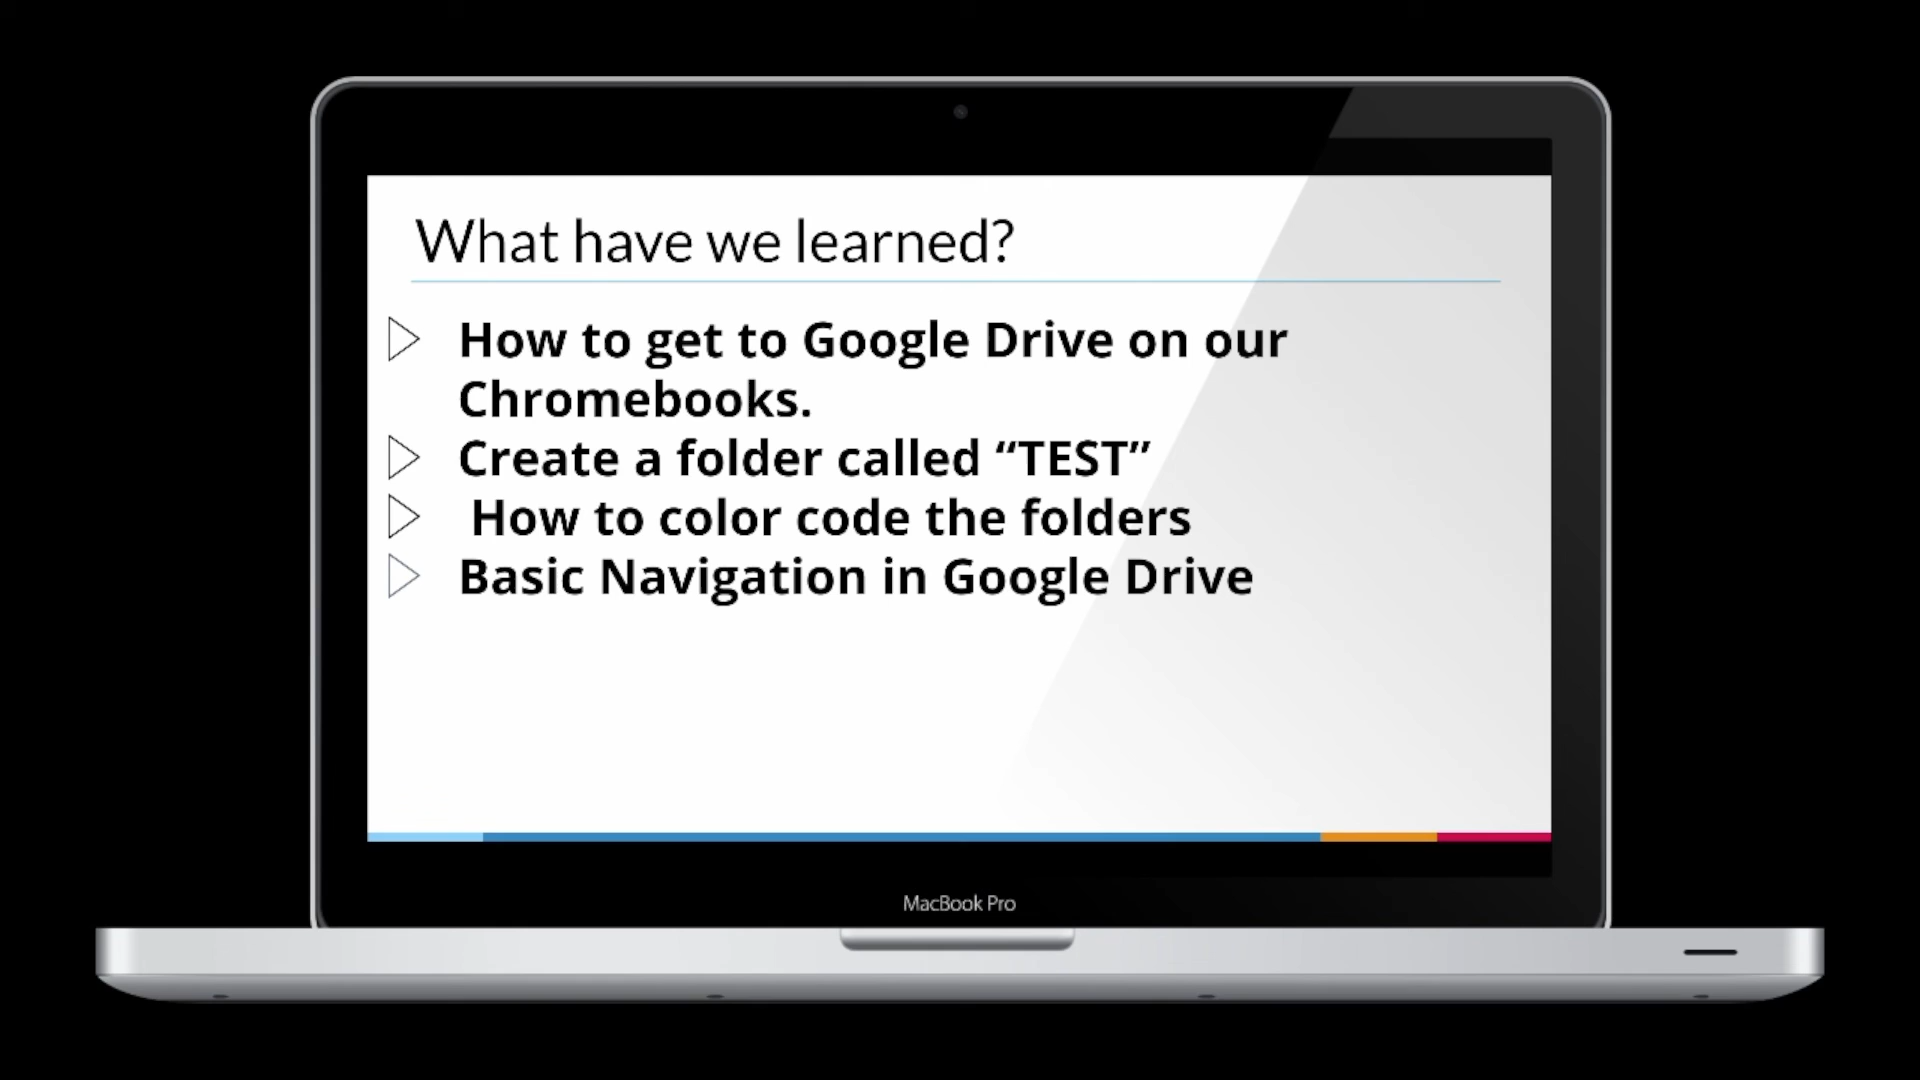 What have we learned?
How to get to Google Drive on our
Chromebooks.
Create a folder called “TEST”
How to color code the folders
Basic Navigation in Google Drive
MacBook Pro